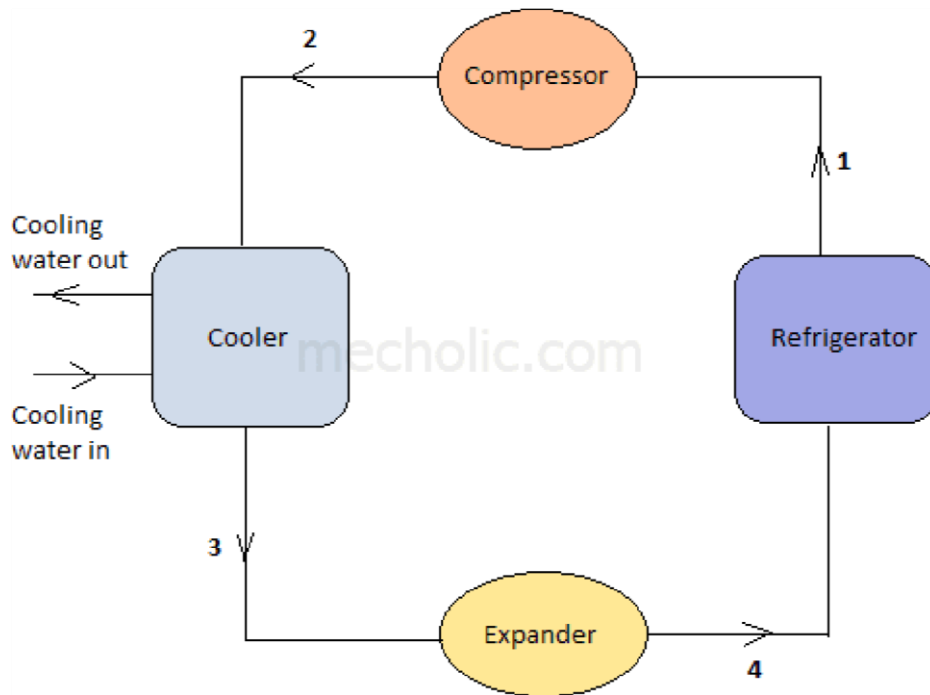 2
Compressor
1
Cooling
water out
Cooler
mecholic.com
Refrigerator
Cooling
water in
3
Expander
4